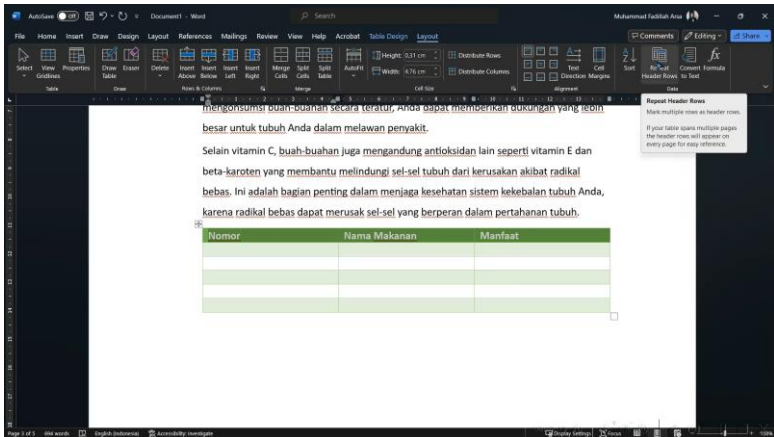 AutoSave Off Document1 - Word Search Muhammad Fadillah Arsa
File Home Insert Draw Design Layout References Mailings Review View Help Acrobat Table Design Layout Comments Editing Share
Select View Gridlines Properties Draw Table Eraser Delete Insert Above Insert Below Insert Left Insert Right Merge Cells Split Cells Split Table AutoFit Height: 0,31 cm Width: 4,76 cm Distribute Rows Distribute Columns Text Direction Cell Margins Sort Repeat Header Rows Convert to Text Formula
Table Draw Rows & Columns Merge Cell Size Alignment Data
Repeat Header Rows
Mark multiple rows as header rows.
If your table spans multiple pages
the header rows will appear on
every page for easy reference.
mengonsumsi buah-buahan secara teratur, Anda dapat memberikan dukungan yang lebih
besar untuk tubuh Anda dalam melawan penyakit.
Selain vitamin C, buah-buahan juga mengandung antioksidan lain seperti vitamin E dan
beta-karoten yang membantu melindungi sel-sel tubuh dari kerusakan akibat radikal
bebas. Ini adalah bagian penting dalam menjaga kesehatan sistem kekebalan tubuh Anda,
karena radikal bebas dapat merusak sel-sel yang berperan dalam pertahanan tubuh.
Nomor Nama Makanan Manfaat
Page 3 of 5 694 words English (Indonesia) Accessibility: Investigate Display Settings Focus